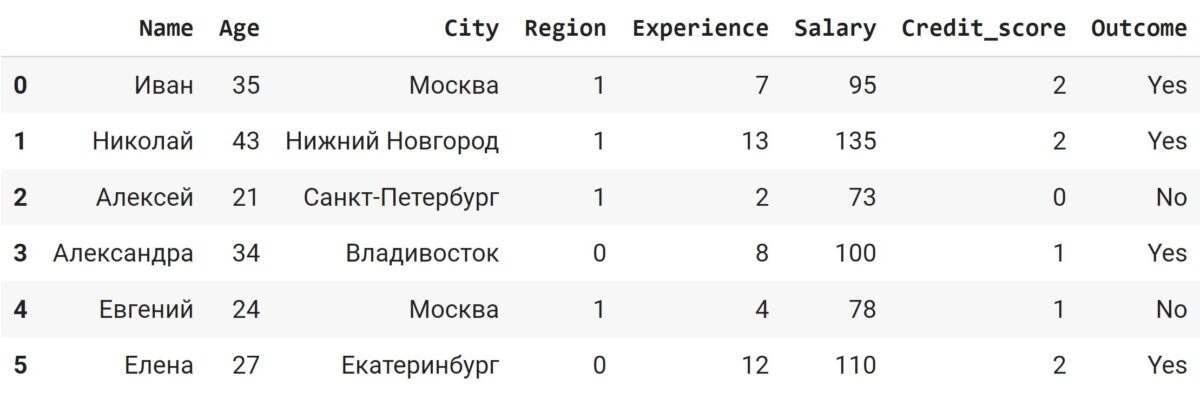 Name Age City Region Experience Salary Credit_score Outcome
0 Иван 35 Москва 1 7 95 2 Yes
1 Николай 43 Нижний Новгород 1 13 135 2 Yes
2 Алексей 21 Санкт-Петербург 1 2 73 0 No
3 Александра 34 Владивосток 0 8 100 1 Yes
4 Евгений 24 Москва 1 4 78 1 No
5 Елена 27 Екатеринбург 0 12 110 2 Yes